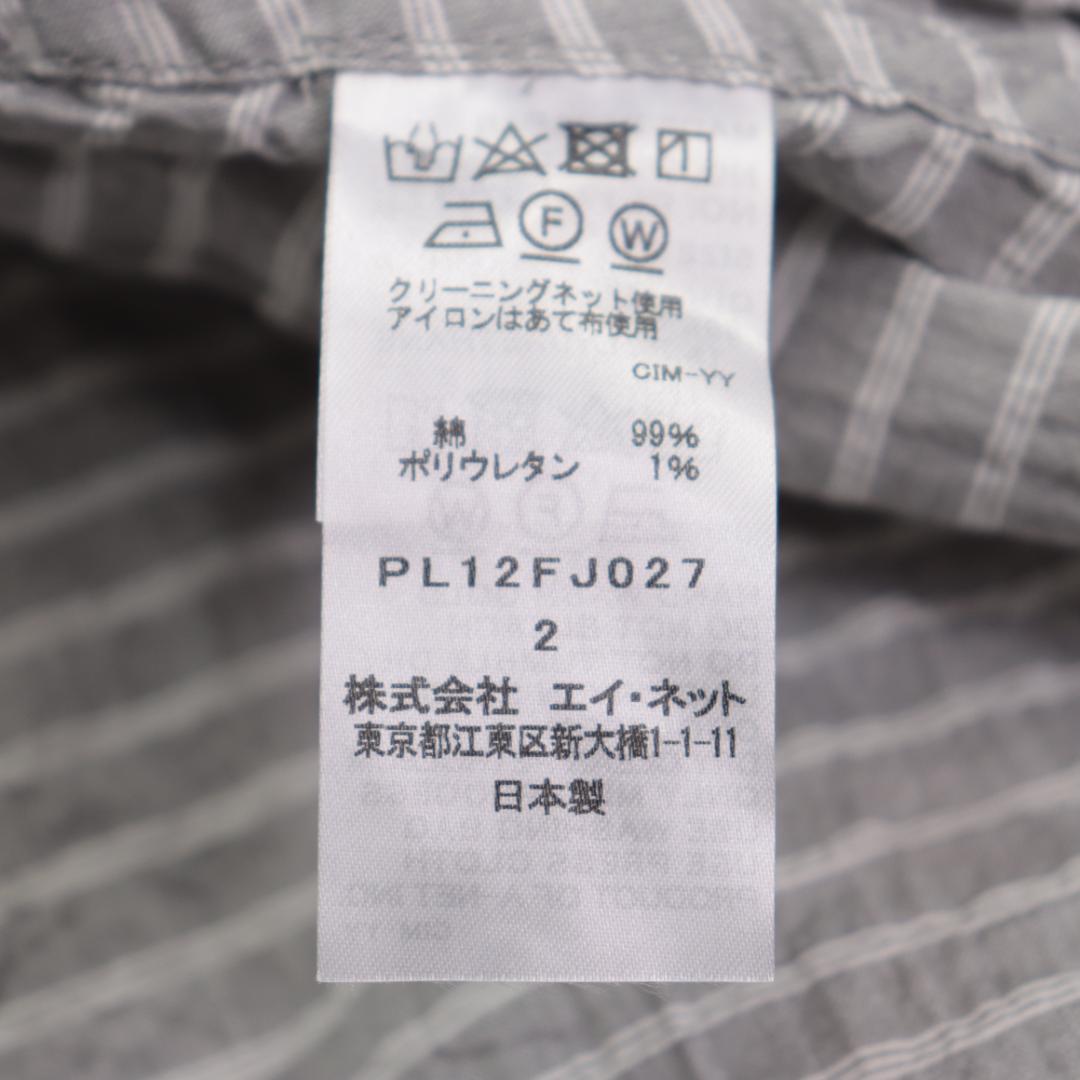 F W
クリーニングネット使用
アイロンはあて布使用
CIM-YY
綿 99%
ポリウレタン 1%
PL12FJ027
2
株式会社 エイ・ネット
東京都江東区新大橋1-1-11
日本製